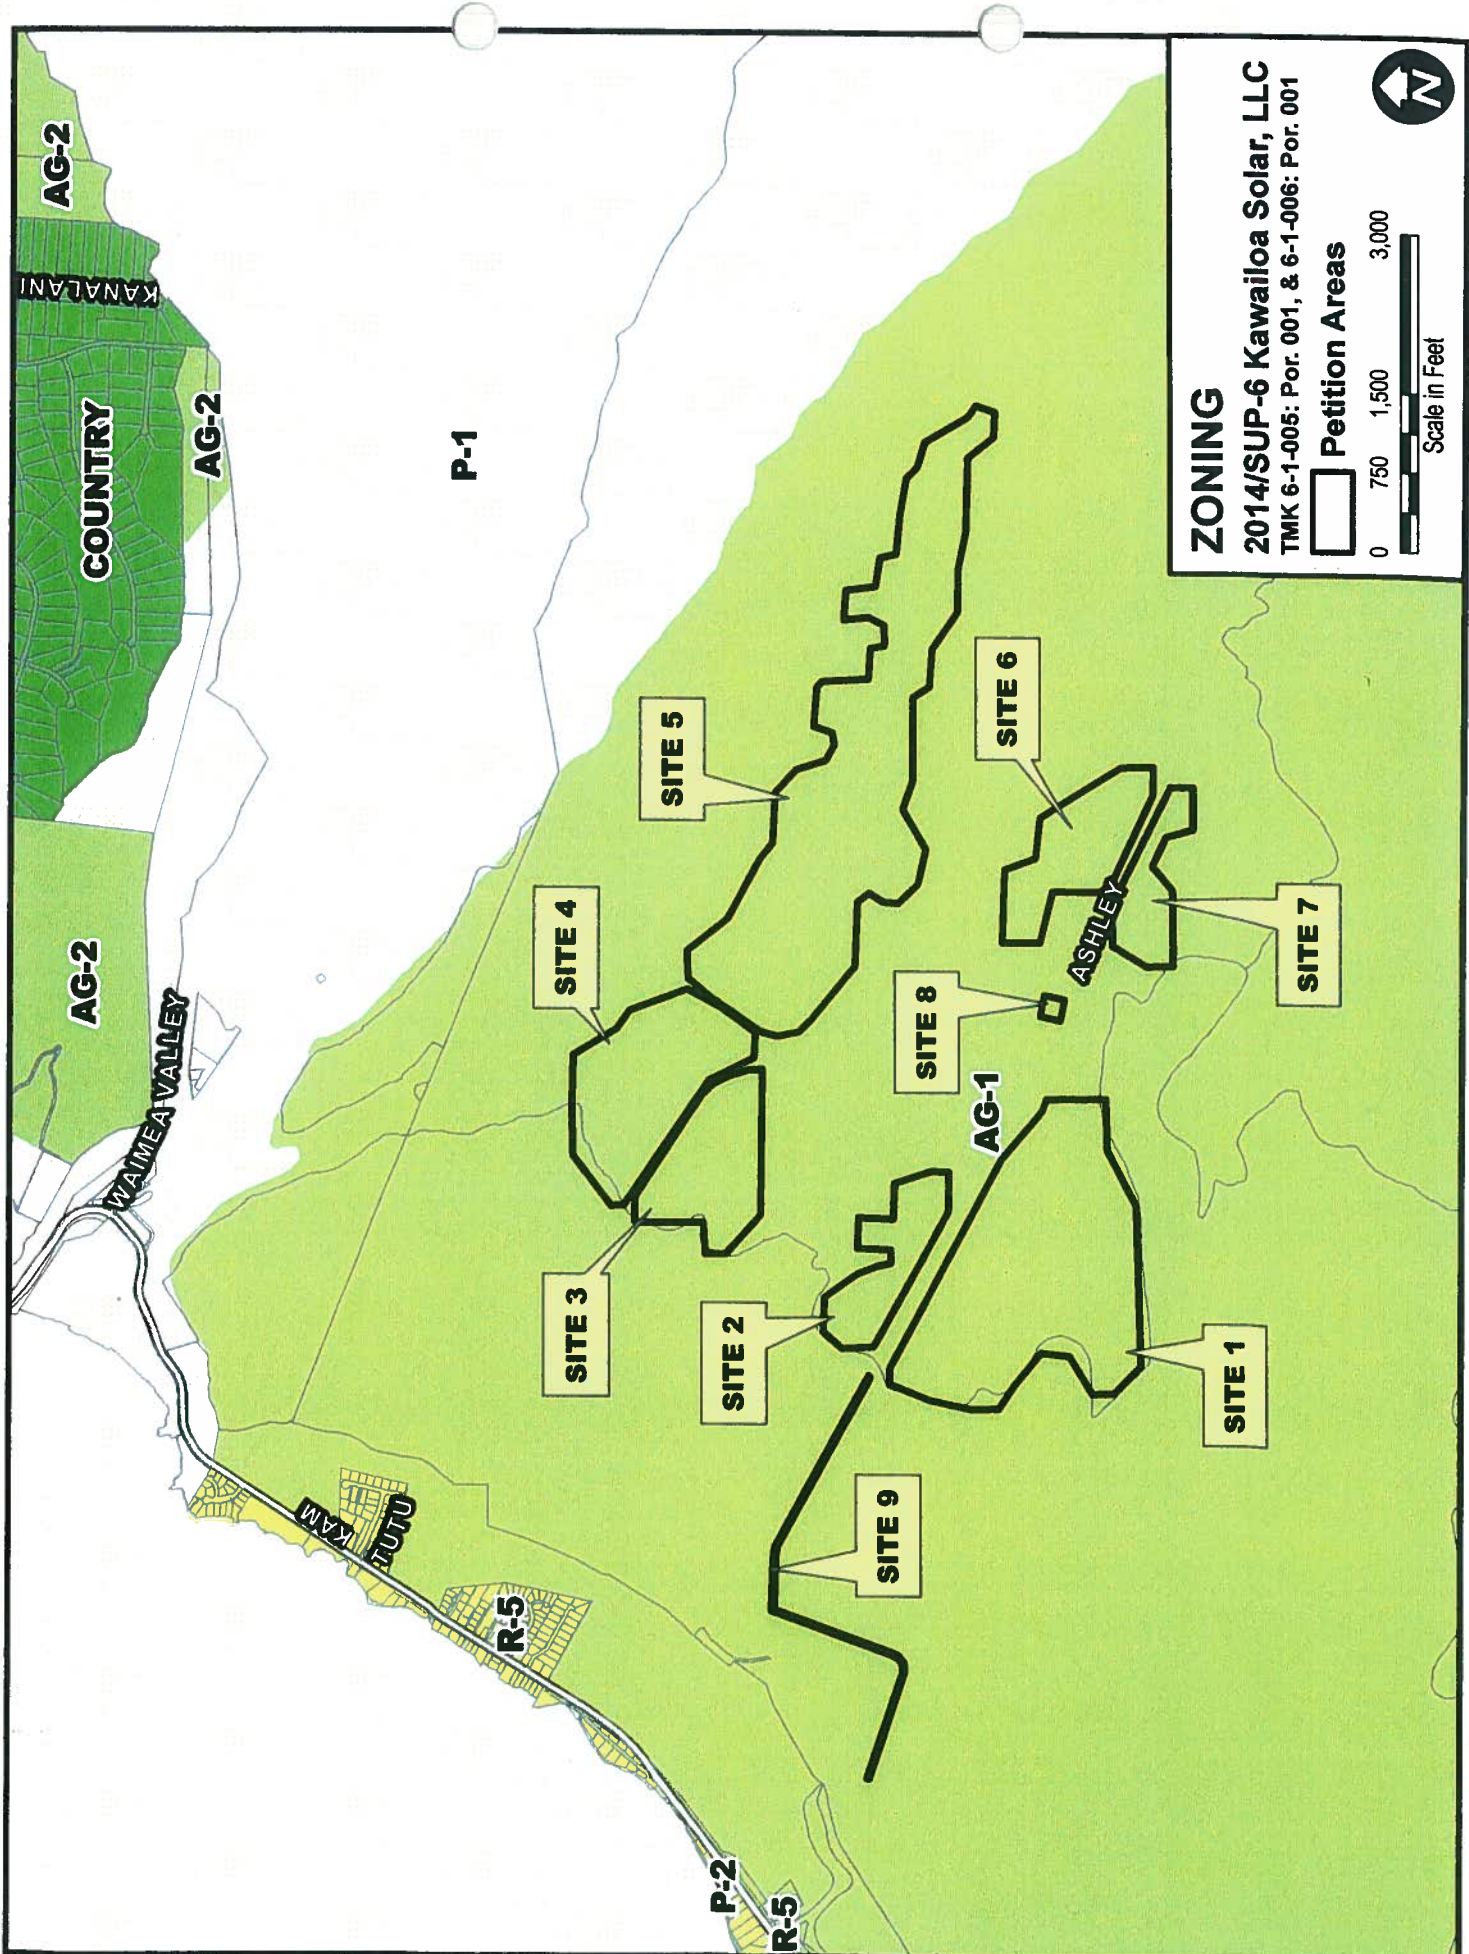 AG-2
KANALANI
COUNTRY
AG-2
AG-2
WAIMEA VALLEY
P-1
KAM
TUTU
R-5
P-2
R-5
SITE 5
SITE 4
SITE 3
SITE 2
SITE 6
SITE 8
AG-1
ASHLEY
SITE 7
SITE 1
SITE 9
ZONING
2014/SUP-6 Kawailoa Solar, LLC
TMK 6-1-005: Por. 001, & 6-1-006: Por. 001
Petition Areas
0 750 1,500 3,000
Scale in Feet
N